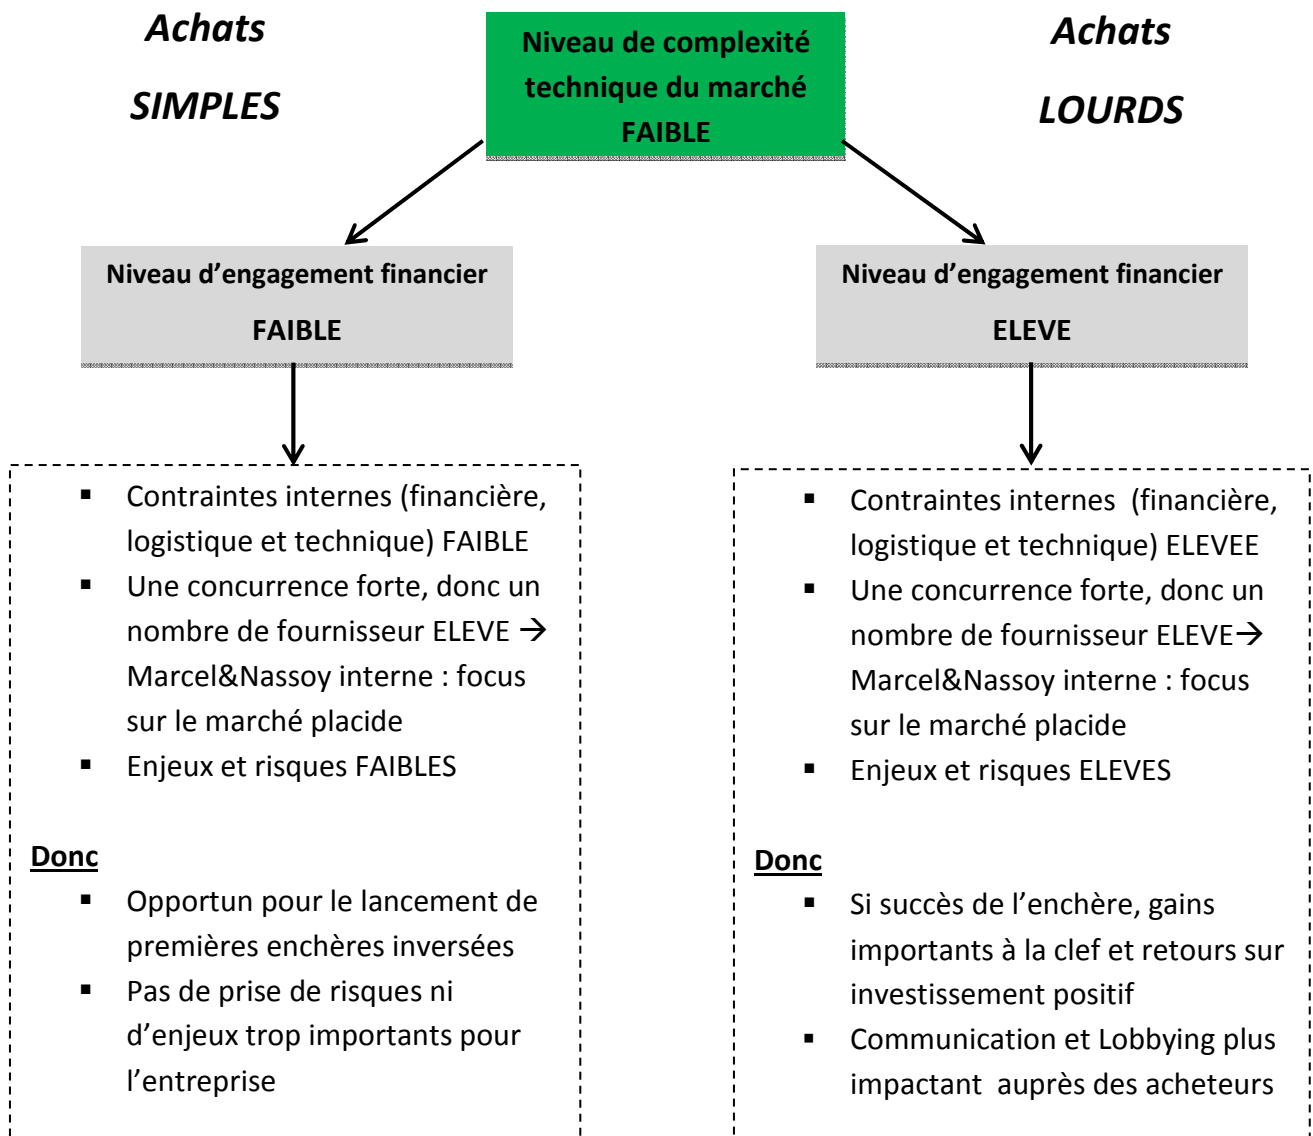 Achats
SIMPLES
Niveau de complexité
technique du marché
FAIBLE
Achats
LOURDS
Niveau d’engagement financier
FAIBLE
Niveau d’engagement financier
ELEVE
▪ Contraintes internes (financière,
logistique et technique) FAIBLE
▪ Une concurrence forte, donc un
nombre de fournisseur ELEVE →
Marcel&Nassoy interne : focus
sur le marché placide
▪ Enjeux et risques FAIBLES
Donc
▪ Opportun pour le lancement de
premières enchères inversées
▪ Pas de prise de risques ni
d’enjeux trop importants pour
l’entreprise
▪ Contraintes internes (financière,
logistique et technique) ELEVEE
▪ Une concurrence forte, donc un
nombre de fournisseur ELEVE→
Marcel&Nassoy interne : focus
sur le marché placide
▪ Enjeux et risques ELEVES
Donc
▪ Si succès de l’enchère, gains
importants à la clef et retours sur
investissement positif
▪ Communication et Lobbying plus
impactant auprès des acheteurs